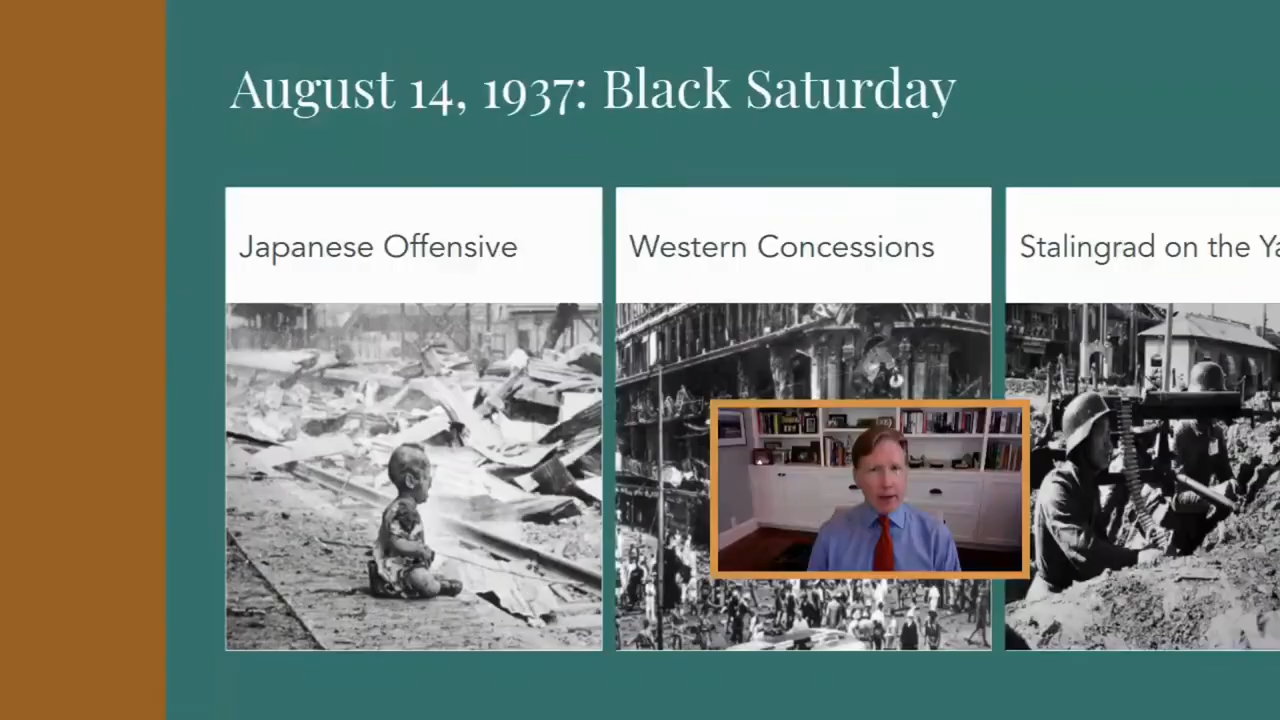 August 14, 1937: Black Saturday
Japanese Offensive
Western Concessions
Stalingrad on the